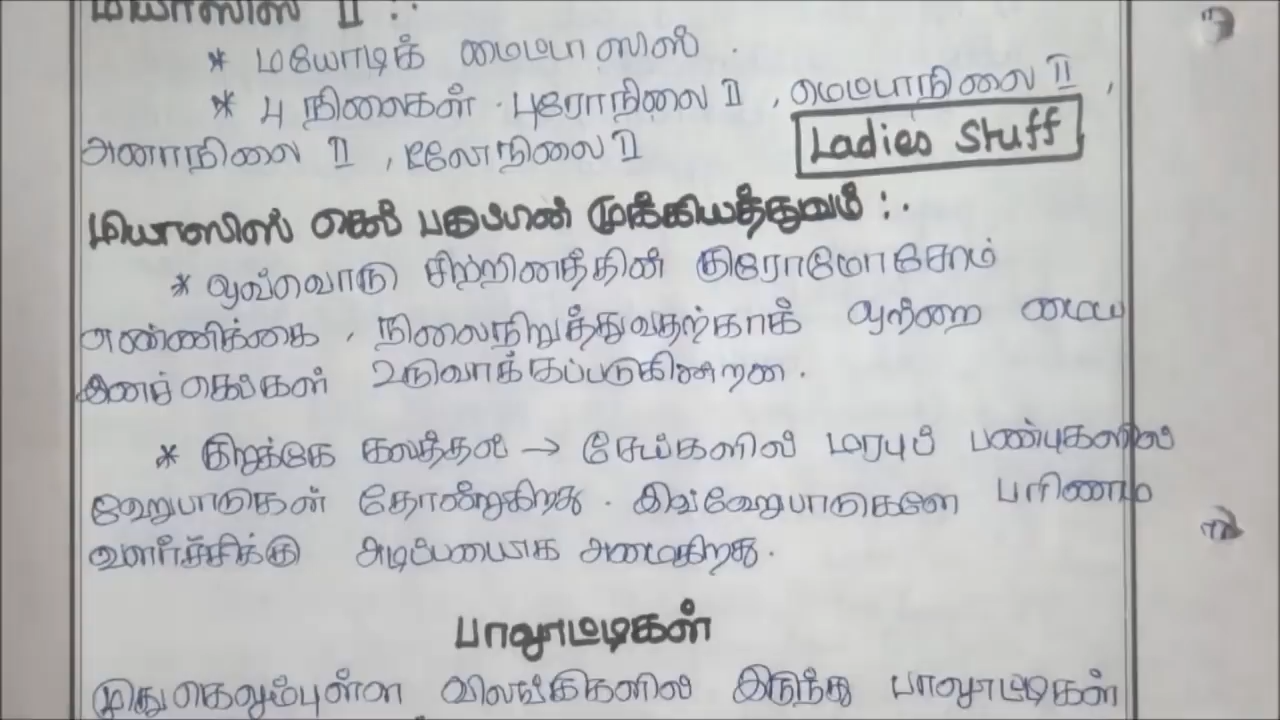 மியாஸிஸ் II :.
* மயோடிக் மைடாஸிஸ் .
* 4 நிலைகள் . புரோநிலை II , மெடாநிலை II ,
அனாநிலை II , டீலோநிலை II
Ladies Stuff
மியாஸிஸ் செல் பகுப்பின் முக்கியத்துவம் :.
* ஒவ்வொரு சிற்றினத்தின் குரோமோசோம்
எண்ணிக்கை , நிலைநிறுத்துவதற்காக ஒற்றை மைய
இனச்செல்கள் உருவாக்கப்படுகின்றன .
* குறுக்கே கலத்தல் → சேய்களில் மரபுப் பண்புகளில்
வேறுபாடுகள் தோன்றுகிறது . இவ்வேறுபாடுகளே பரிணாம
வளர்ச்சிக்கு அடிப்படையாக அமைகிறது .
பாலூட்டிகள்
முதுகெலும்புள்ள விலங்குகளில் இருந்து பாலூட்டிகள்